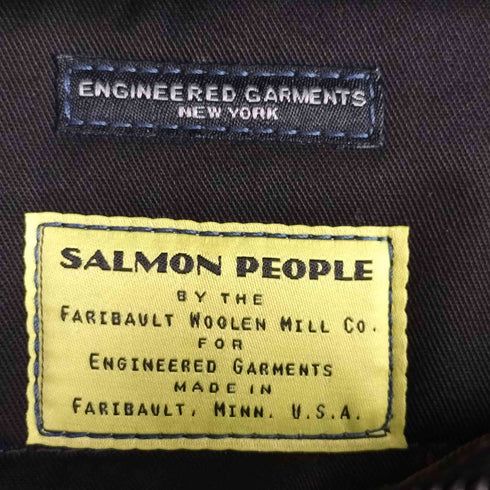 ENGINEERED GARMENTS
NEW YORK
SALMON PEOPLE
BY THE
FARIBAULT WOOLEN MILL CO.
FOR
ENGINEERED GARMENTS
MADE IN
FARIBAULT, MINN. U.S.A.